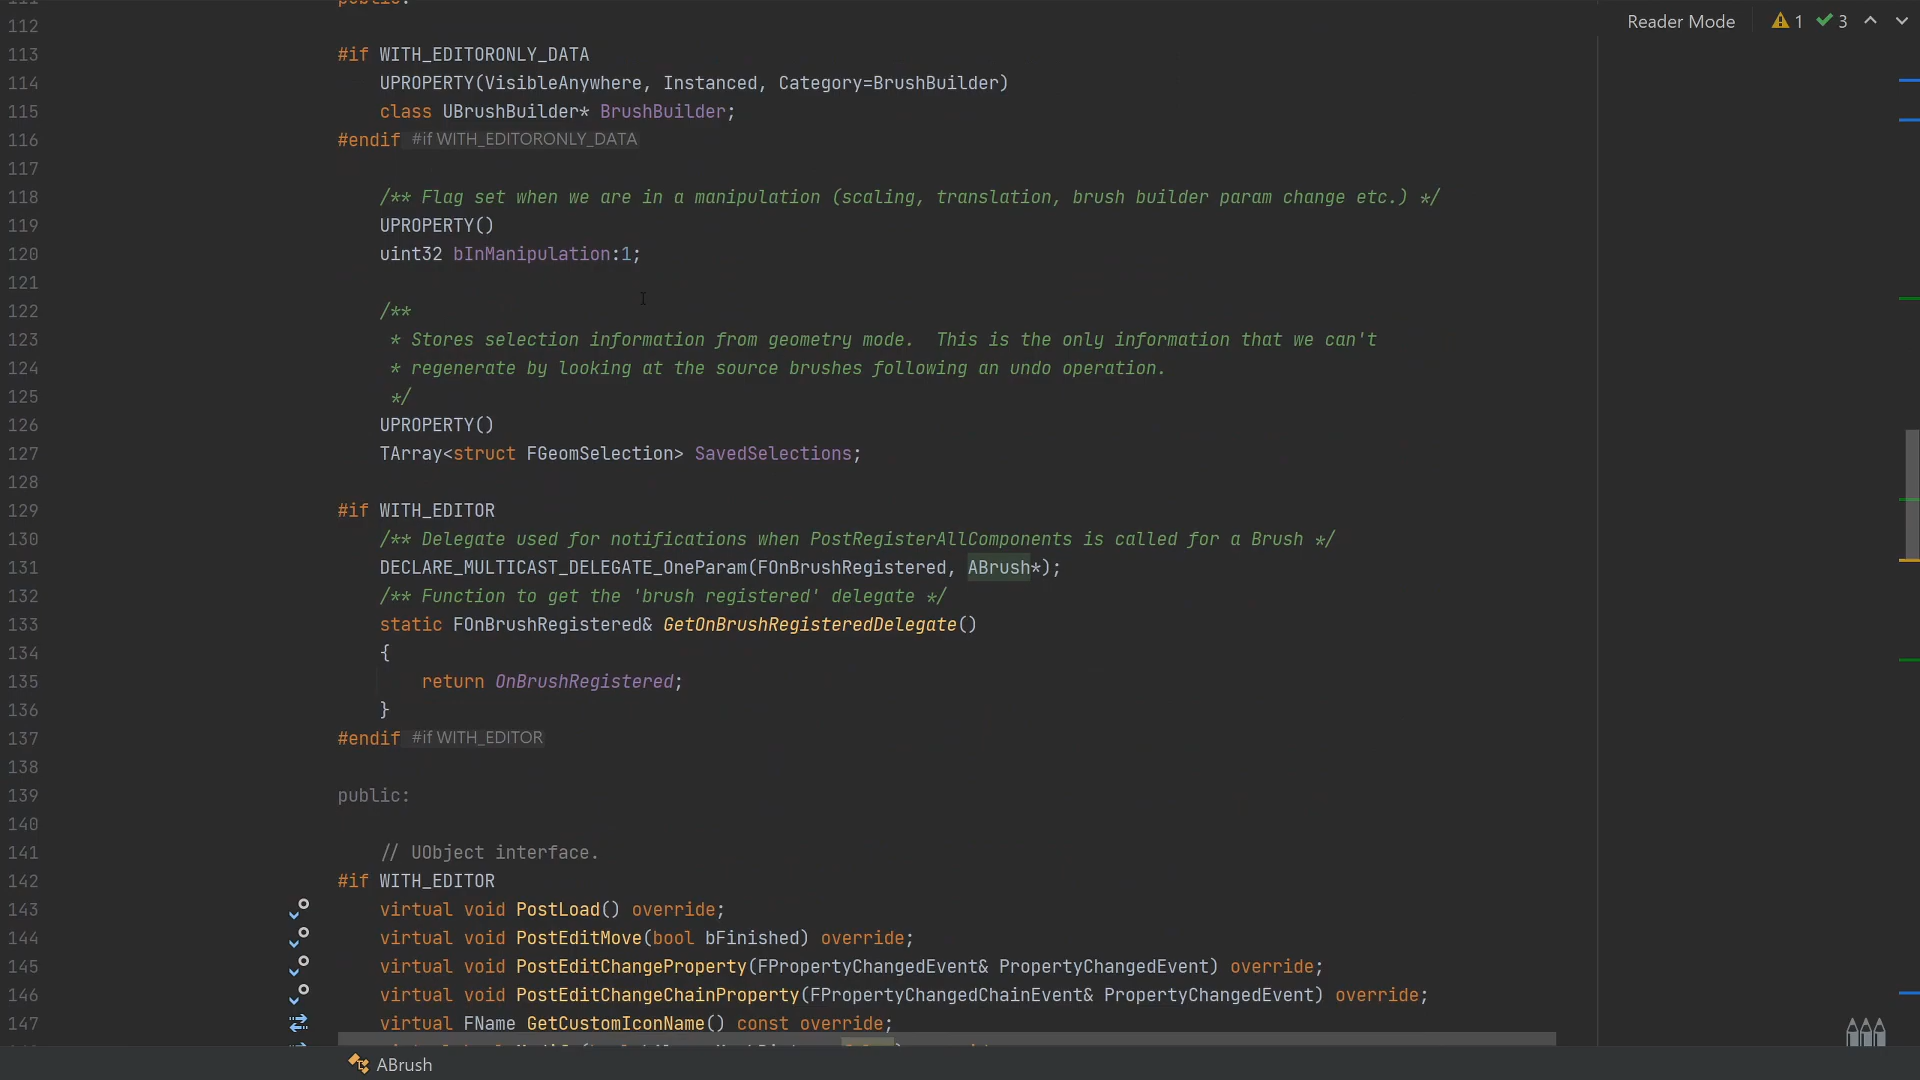 111 public:
112
Reader Mode 1 3
113 #if WITH_EDITORONLY_DATA
114 UPROPERTY(VisibleAnywhere, Instanced, Category=BrushBuilder)
115 class UBrushBuilder* BrushBuilder;
116 #endif #if WITH_EDITORONLY_DATA
117
118 /** Flag set when we are in a manipulation (scaling, translation, brush builder param change etc.) */
119 UPROPERTY()
120 uint32 bInManipulation:1;
121
122 /**
123 * Stores selection information from geometry mode.  This is the only information that we can't
124 * regenerate by looking at the source brushes following an undo operation.
125 */
126 UPROPERTY()
127 TArray<struct FGeomSelection> SavedSelections;
128
129 #if WITH_EDITOR
130 /** Delegate used for notifications when PostRegisterAllComponents is called for a Brush */
131 DECLARE_MULTICAST_DELEGATE_OneParam(FOnBrushRegistered, ABrush*);
132 /** Function to get the 'brush registered' delegate */
133 static FOnBrushRegistered& GetOnBrushRegisteredDelegate()
134 {
135 return OnBrushRegistered;
136 }
137 #endif #if WITH_EDITOR
138
139 public:
140
141 // UObject interface.
142 #if WITH_EDITOR
143 virtual void PostLoad() override;
144 virtual void PostEditMove(bool bFinished) override;
145 virtual void PostEditChangeProperty(FPropertyChangedEvent& PropertyChangedEvent) override;
146 virtual void PostEditChangeChainProperty(FPropertyChangedChainEvent& PropertyChangedEvent) override;
147 virtual FName GetCustomIconName() const override;
ABrush